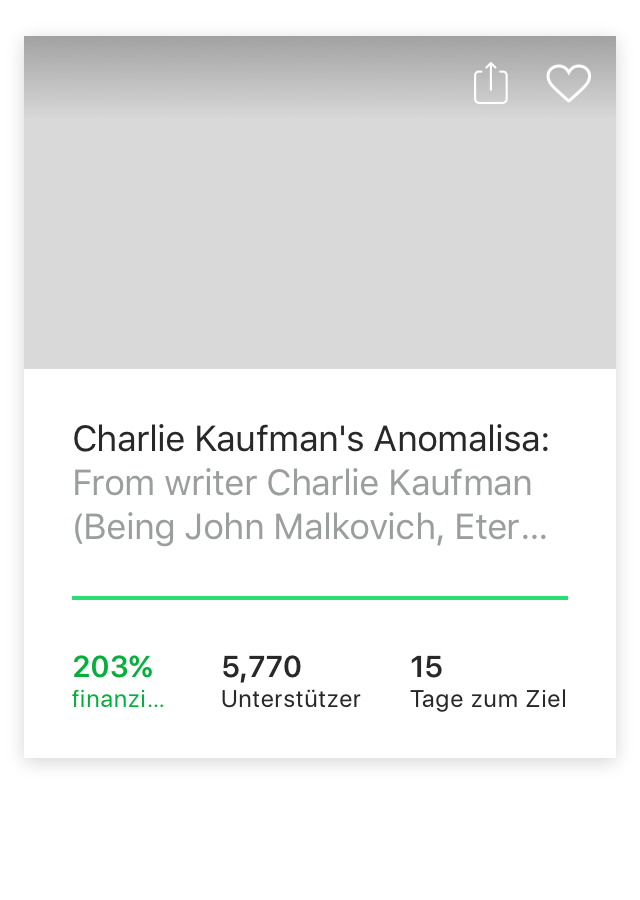 Charlie Kaufman's Anomalisa:
From writer Charlie Kaufman
(Being John Malkovich, Eter...
203%
finanzi...
5,770
Unterstützer
15
Tage zum Ziel